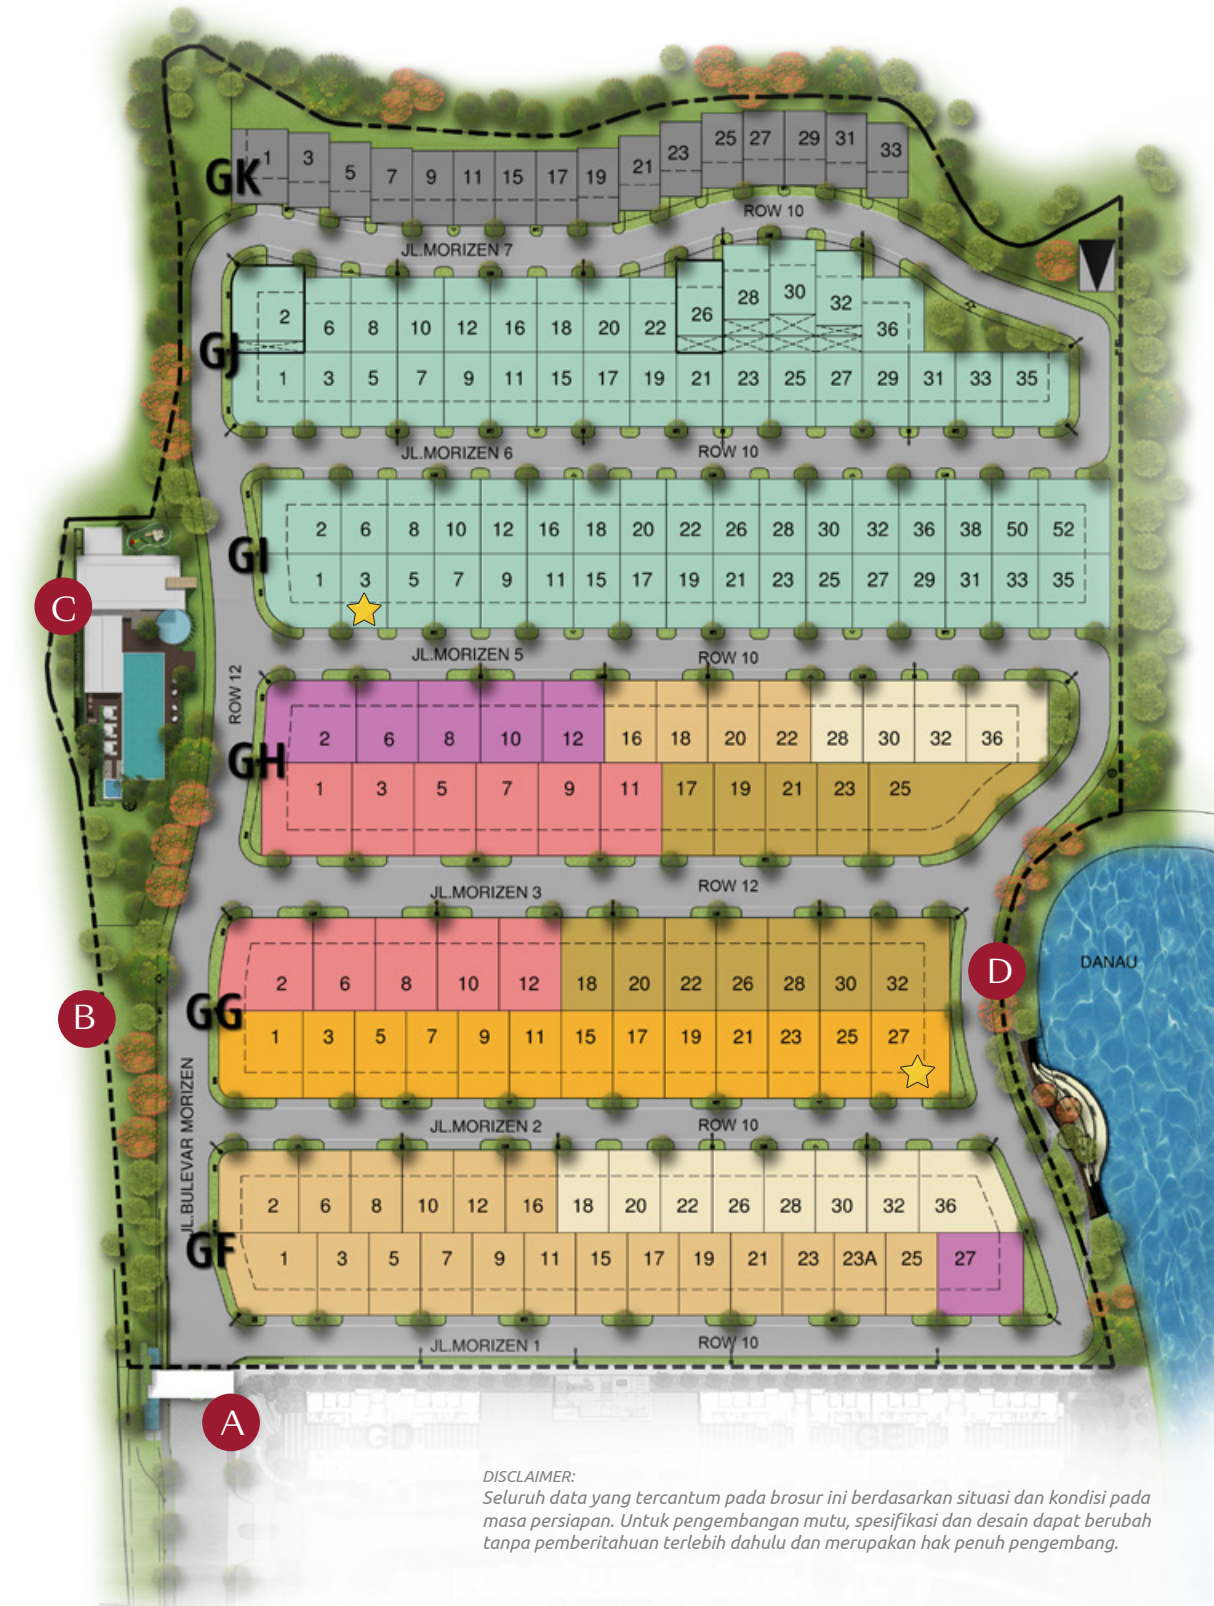 25 27 29 31
GK 1 3 5 7 9 11 15 17 19 21 23 33
ROW 10
JL.MORIZEN 7
2 6 8 10 12 16 18 20 22 26 28 30 32 36
GJ
1 3 5 7 9 11 15 17 19 21 23 25 27 29 31 33 35
JL.MORIZEN 6 ROW 10
2 6 8 10 12 16 18 20 22 26 28 30 32 36 38 50 52
GI
1 3 5 7 9 11 15 17 19 21 23 25 27 29 31 33 35
C
JL.MORIZEN 5 ROW 10
ROW 12
2 6 8 10 12 16 18 20 22 28 30 32 36
GH
1 3 5 7 9 11 17 19 21 23 25
JL.MORIZEN 3 ROW 12
D
DANAU
2 6 8 10 12 18 20 22 26 28 30 32
GG
B
1 3 5 7 9 11 15 17 19 21 23 25 27
JL.BULEVAR MORIZEN
JL.MORIZEN 2 ROW 10
2 6 8 10 12 16 18 20 22 26 28 30 32 36
GF
1 3 5 7 9 11 15 17 19 21 23 23A 25 27
JL.MORIZEN 1 ROW 10
A
GD GE
DISCLAIMER:
Seluruh data yang tercantum pada brosur ini berdasarkan situasi dan kondisi pada
masa persiapan. Untuk pengembangan mutu, spesifikasi dan desain dapat berubah
tanpa pemberitahuan terlebih dahulu dan merupakan hak penuh pengembang.